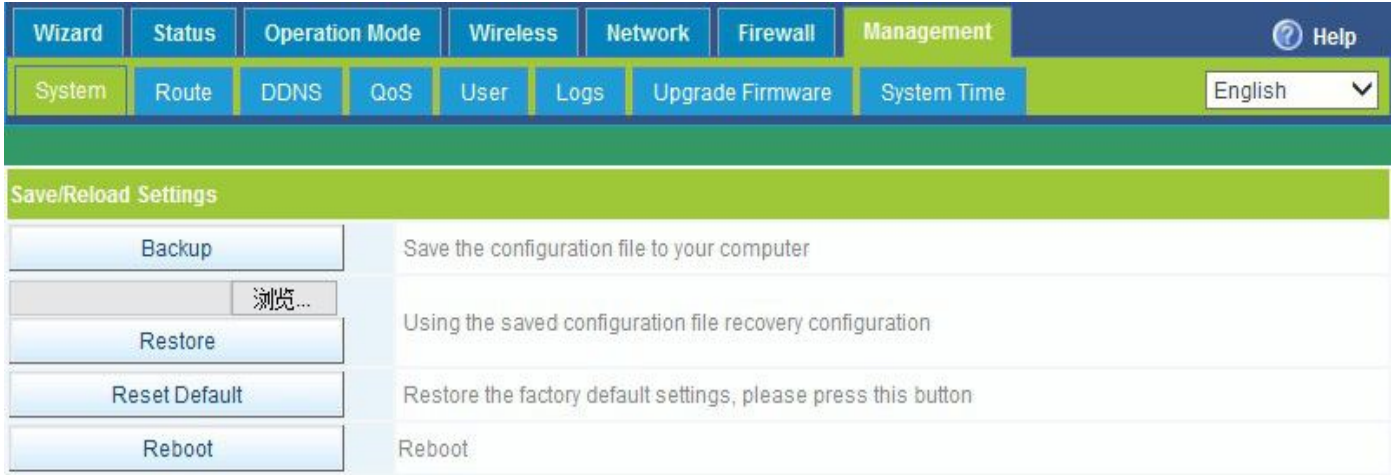 Wizard Status Operation Mode Wireless Network Firewall Management ? Help
System Route DDNS QoS User Logs Upgrade Firmware System Time English
Save/Reload Settings
Backup Save the configuration file to your computer
浏览...
Using the saved configuration file recovery configuration
Restore
Reset Default Restore the factory default settings, please press this button
Reboot Reboot